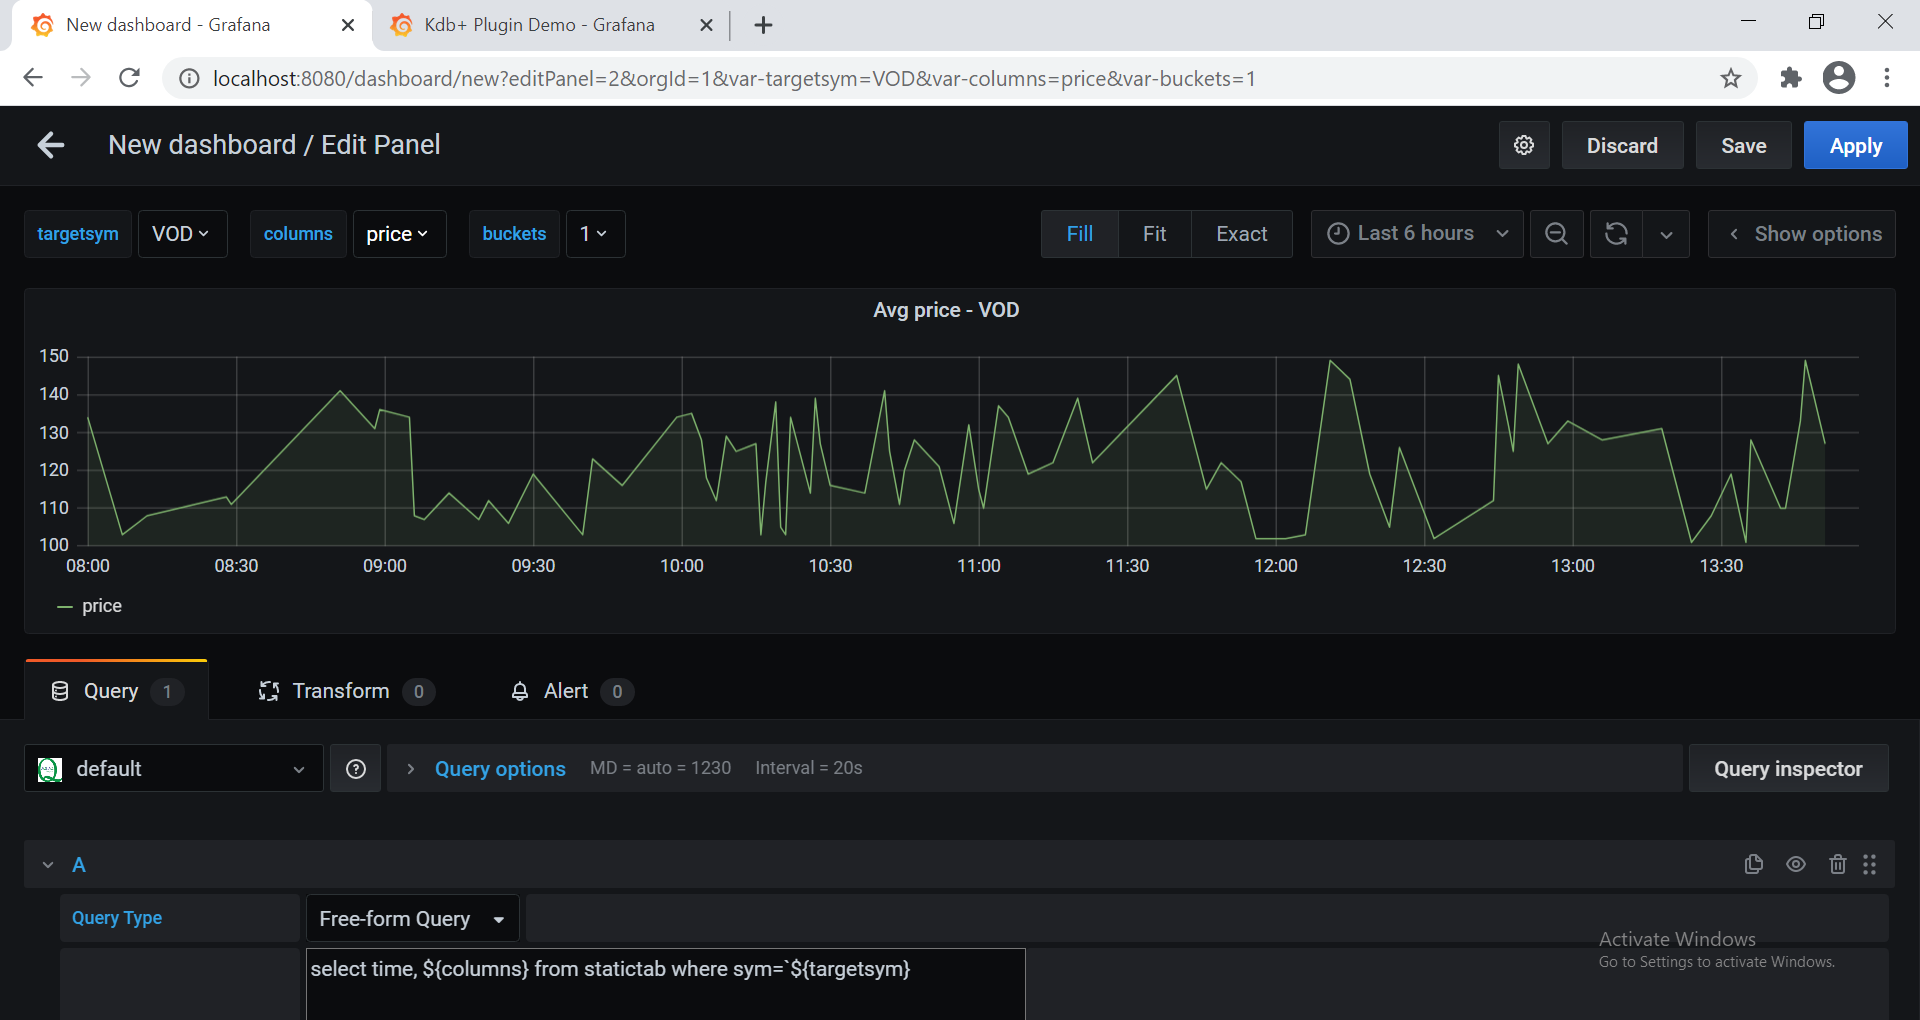 New dashboard - Grafana
Kdb+ Plugin Demo - Grafana
localhost:8080/dashboard/new?editPanel=2&orgId=1&var-targetsym=VOD&var-columns=price&var-buckets=1
New dashboard / Edit Panel
Discard
Save
Apply
targetsym
VOD
columns
price
buckets
1
Fill
Fit
Exact
Last 6 hours
Show options
Avg price - VOD
150
140
130
120
110
100
08:00
08:30
09:00
09:30
10:00
10:30
11:00
11:30
12:00
12:30
13:00
13:30
price
Query 1
Transform 0
Alert 0
default
Query options
MD = auto = 1230
Interval = 20s
Query inspector
A
Query Type
Free-form Query
select time, ${columns} from statictab where sym=`${targetsym}
Activate Windows
Go to Settings to activate Windows.